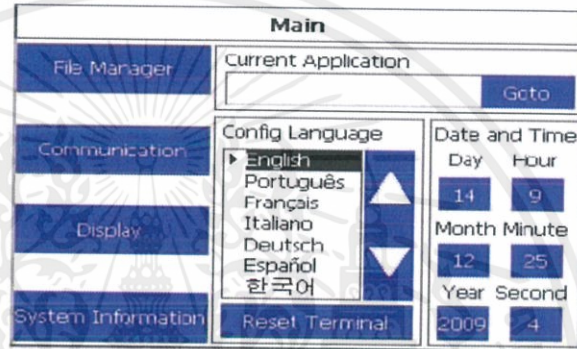 Main
File Manager
Communication
Display
System Information
Current Application
Goto
Config Language
English
Português
Français
Italiano
Deutsch
Español
한국어
Reset Terminal
Date and Time
Day Hour
14 9
Month Minute
12 25
Year Second
2009 4